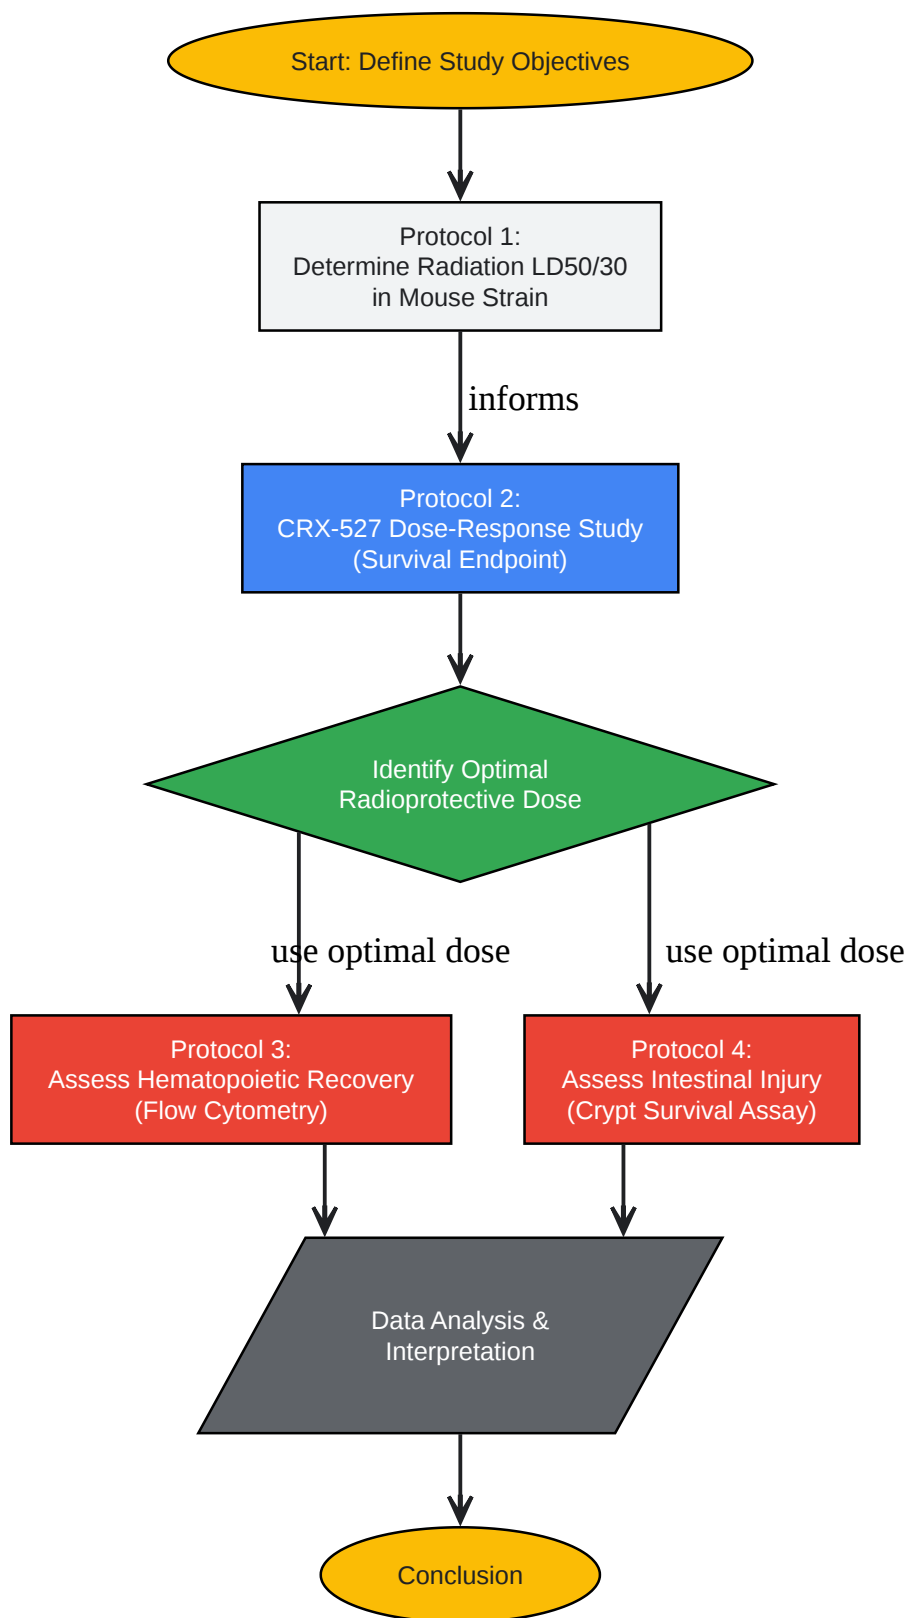 Start: Define Study Objectives
Protocol 1:
Determine Radiation LD50/30
in Mouse Strain
informs
Protocol 2:
CRX-527 Dose-Response Study
(Survival Endpoint)
Identify Optimal
Radioprotective Dose
use optimal dose
use optimal dose
Protocol 3:
Assess Hematopoietic Recovery
(Flow Cytometry)
Protocol 4:
Assess Intestinal Injury
(Crypt Survival Assay)
Data Analysis &
Interpretation
Conclusion